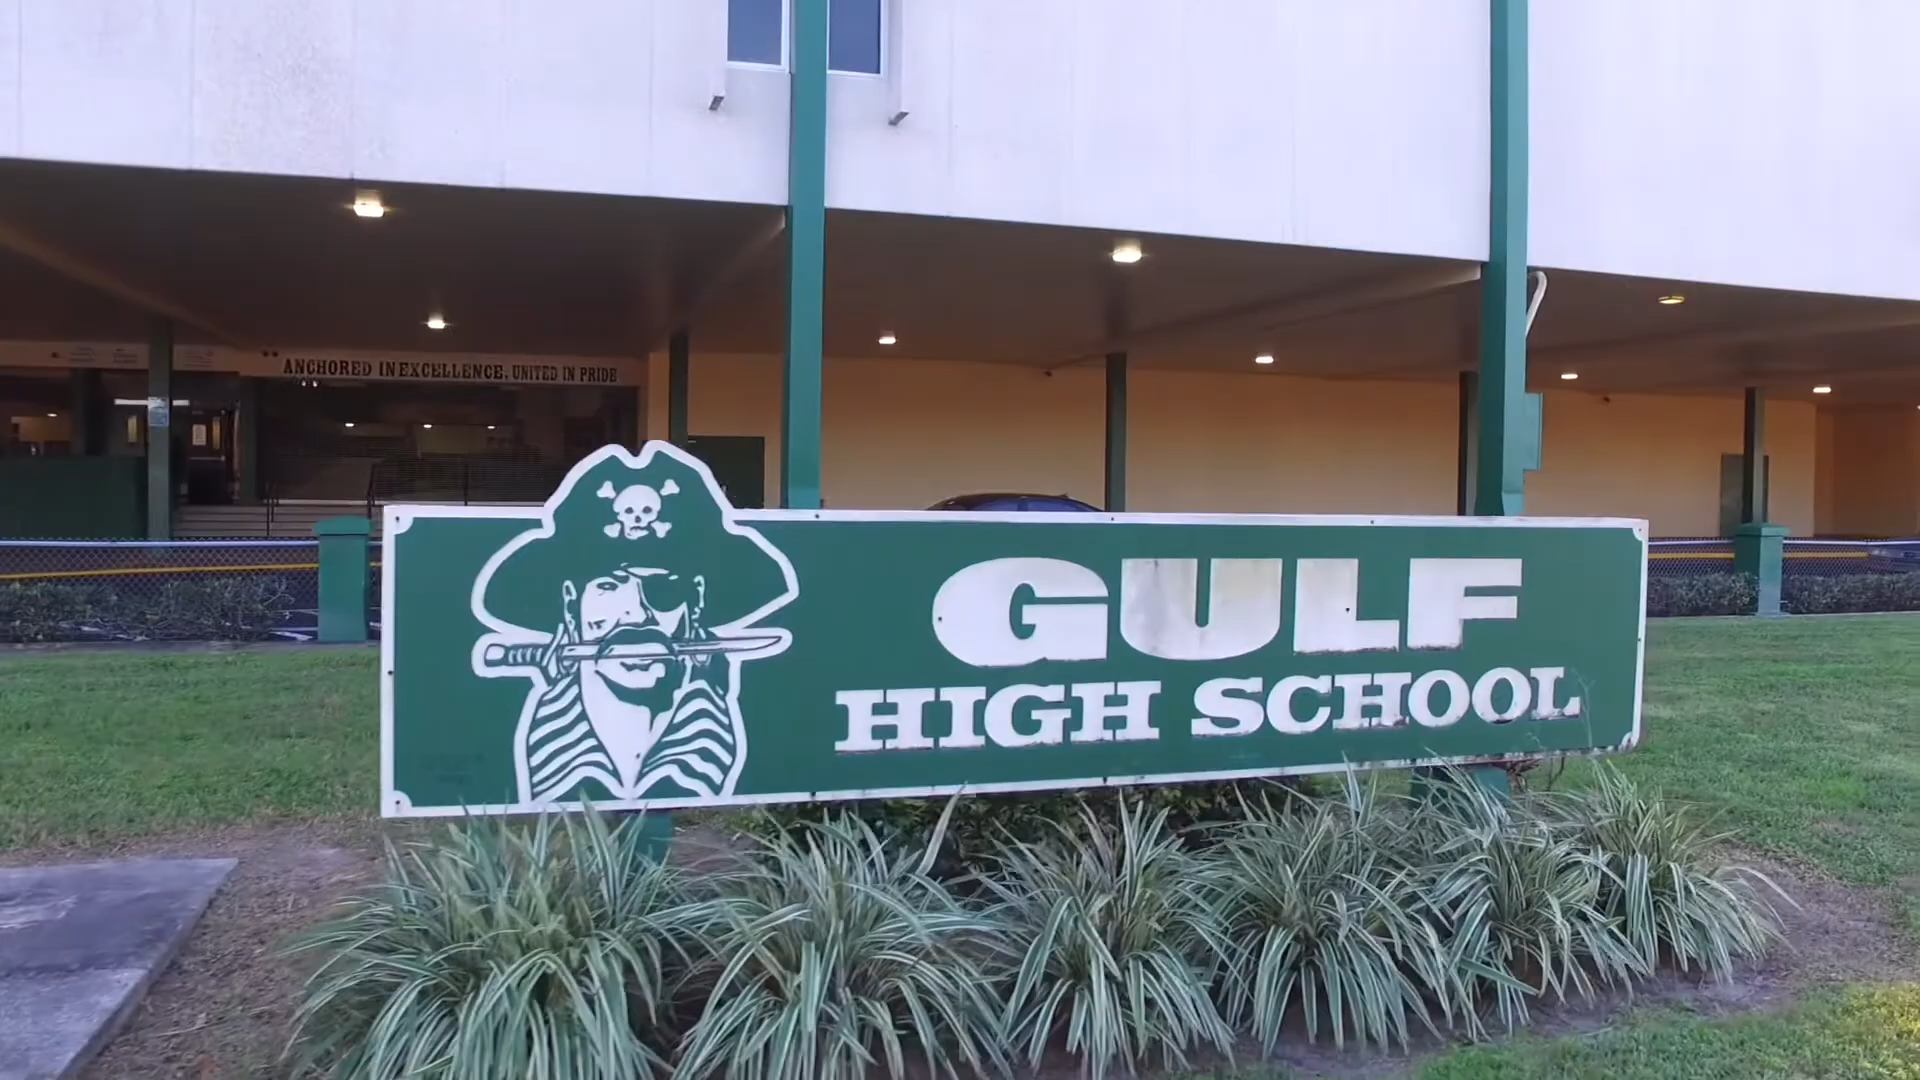 ANCHORED IN EXCELLENCE, UNITED IN PRIDE
GULF
HIGH SCHOOL